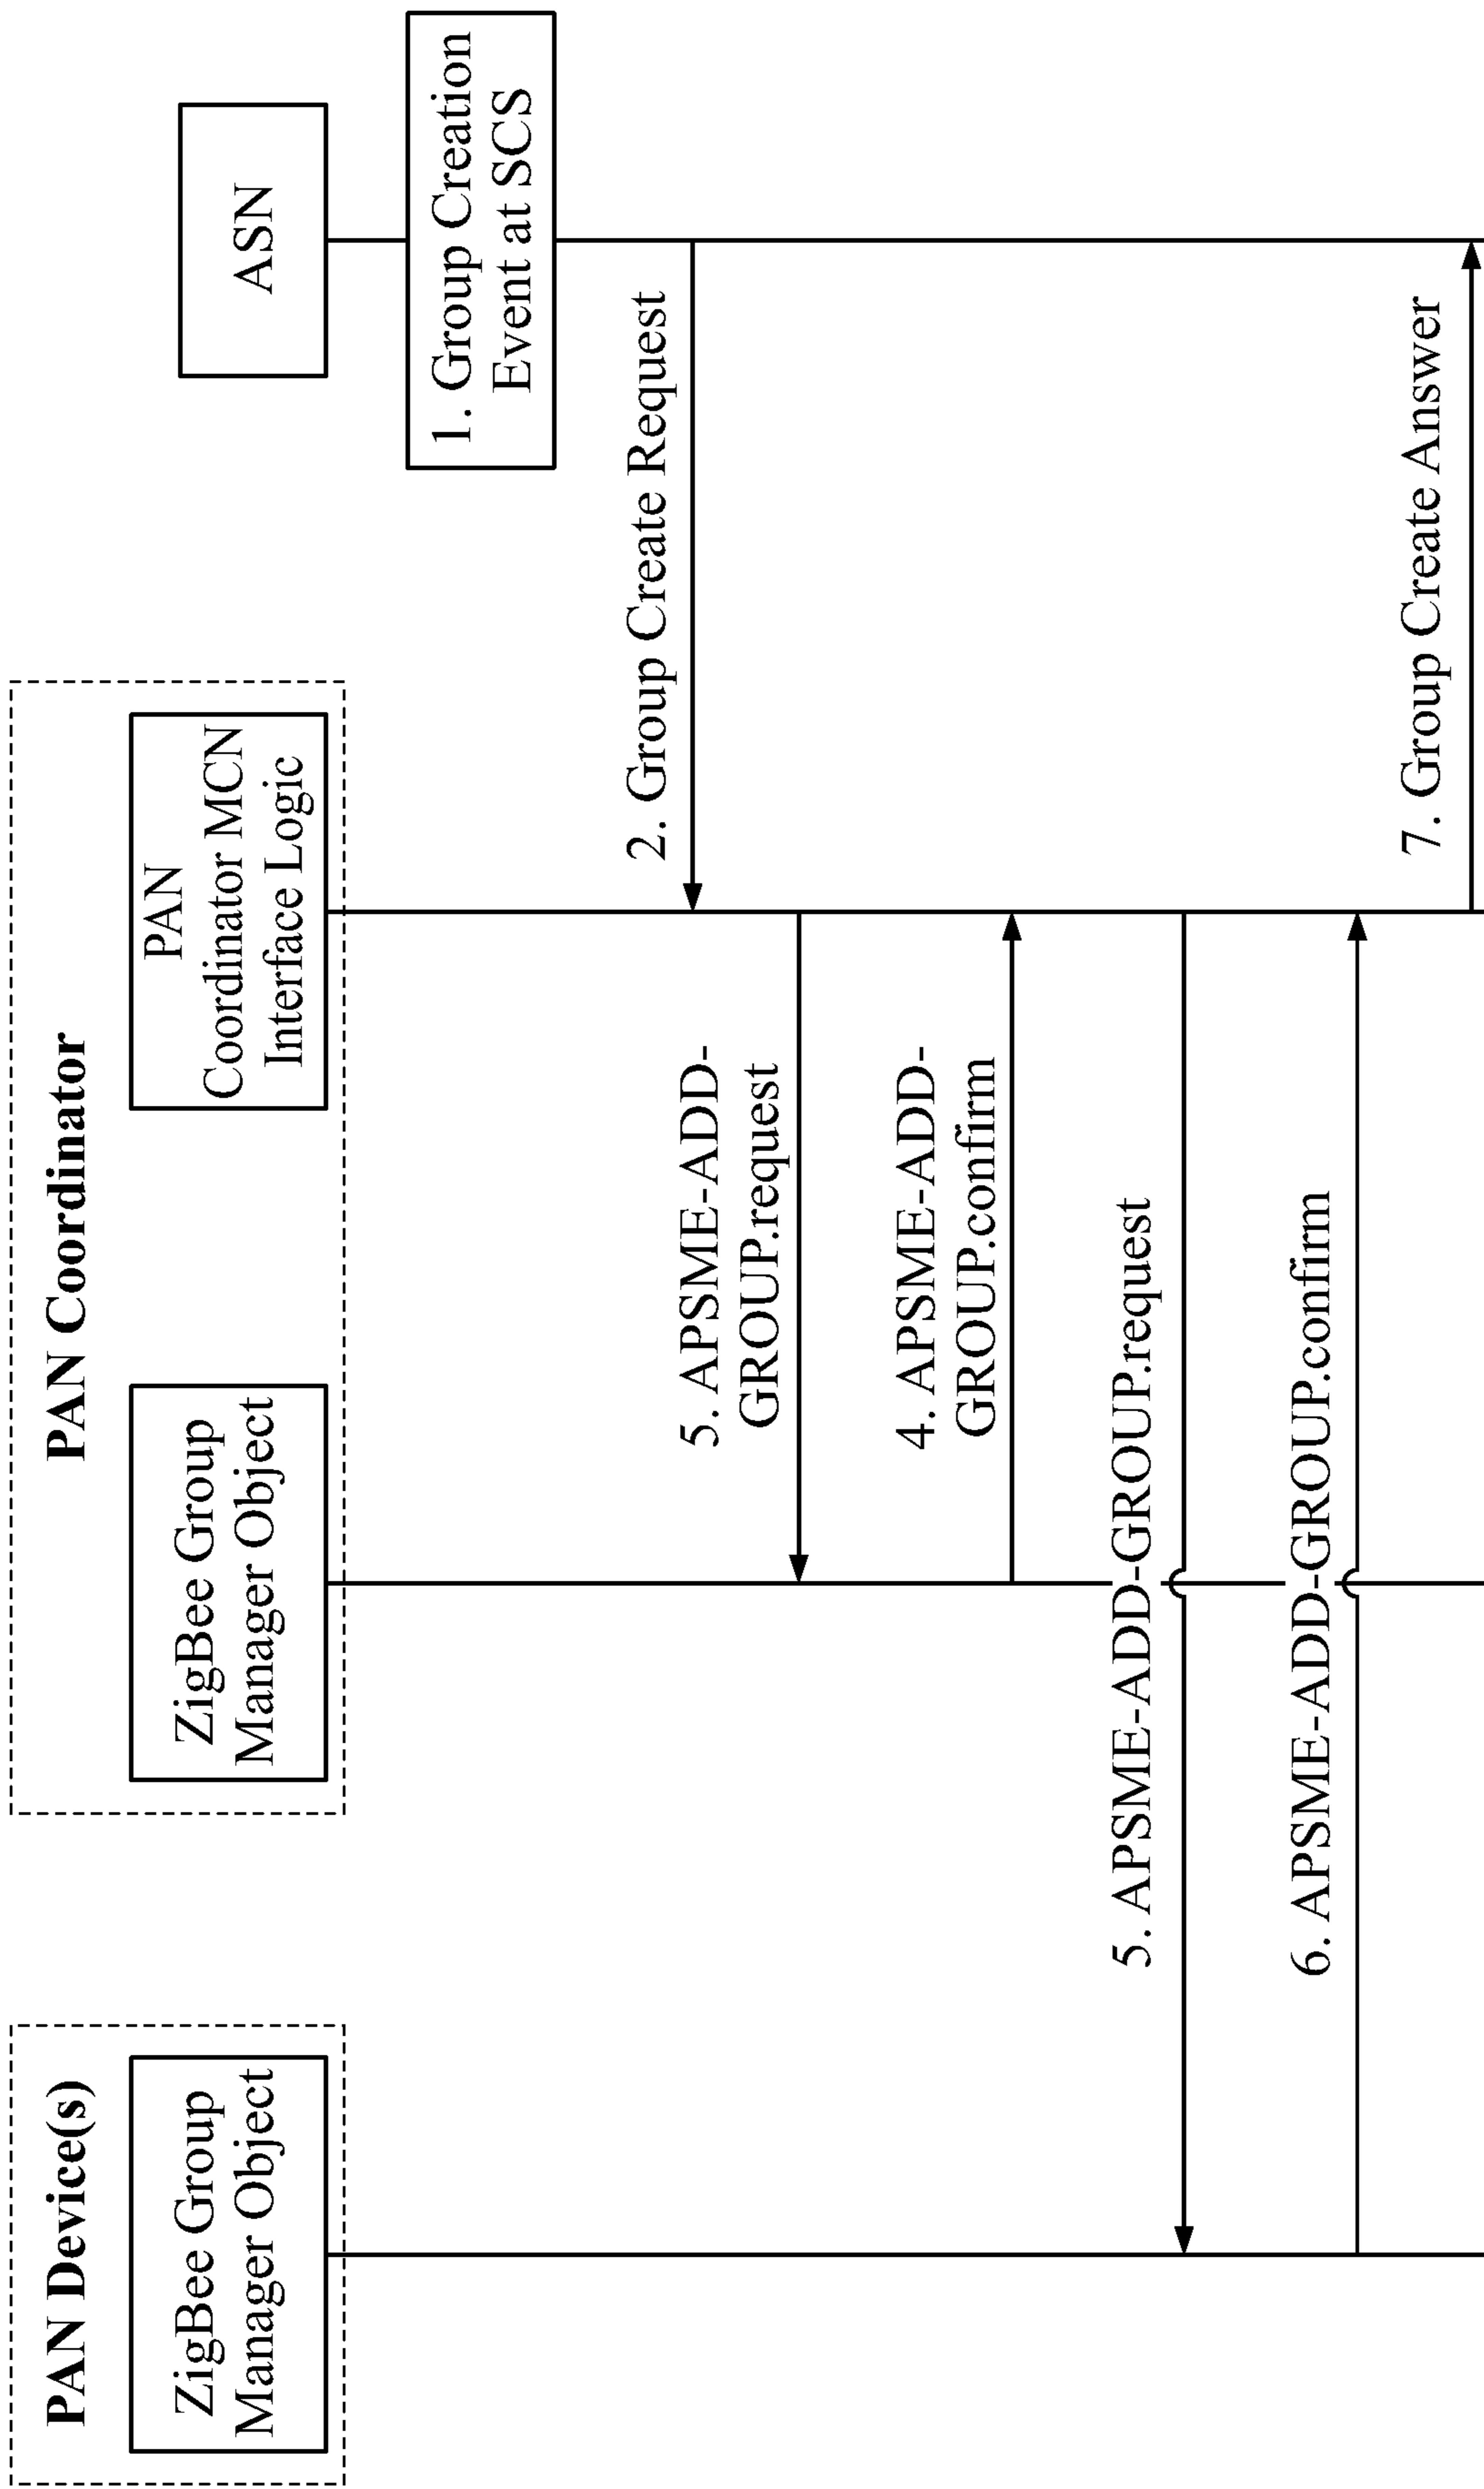 PAN Device(s)
ZigBee Group
Manager Object
PAN Coordinator
ZigBee Group
Manager Object
PAN
Coordinator MCN
Interface Logic
ASN
1. Group Creation
Event at SCS
2. Group Create Request
5. APSME-ADD-
GROUP.request
4. APSME-ADD-
GROUP.confirm
5. APSME-ADD-GROUP.request
6. APSME-ADD-GROUP.confirm
7. Group Create Answer